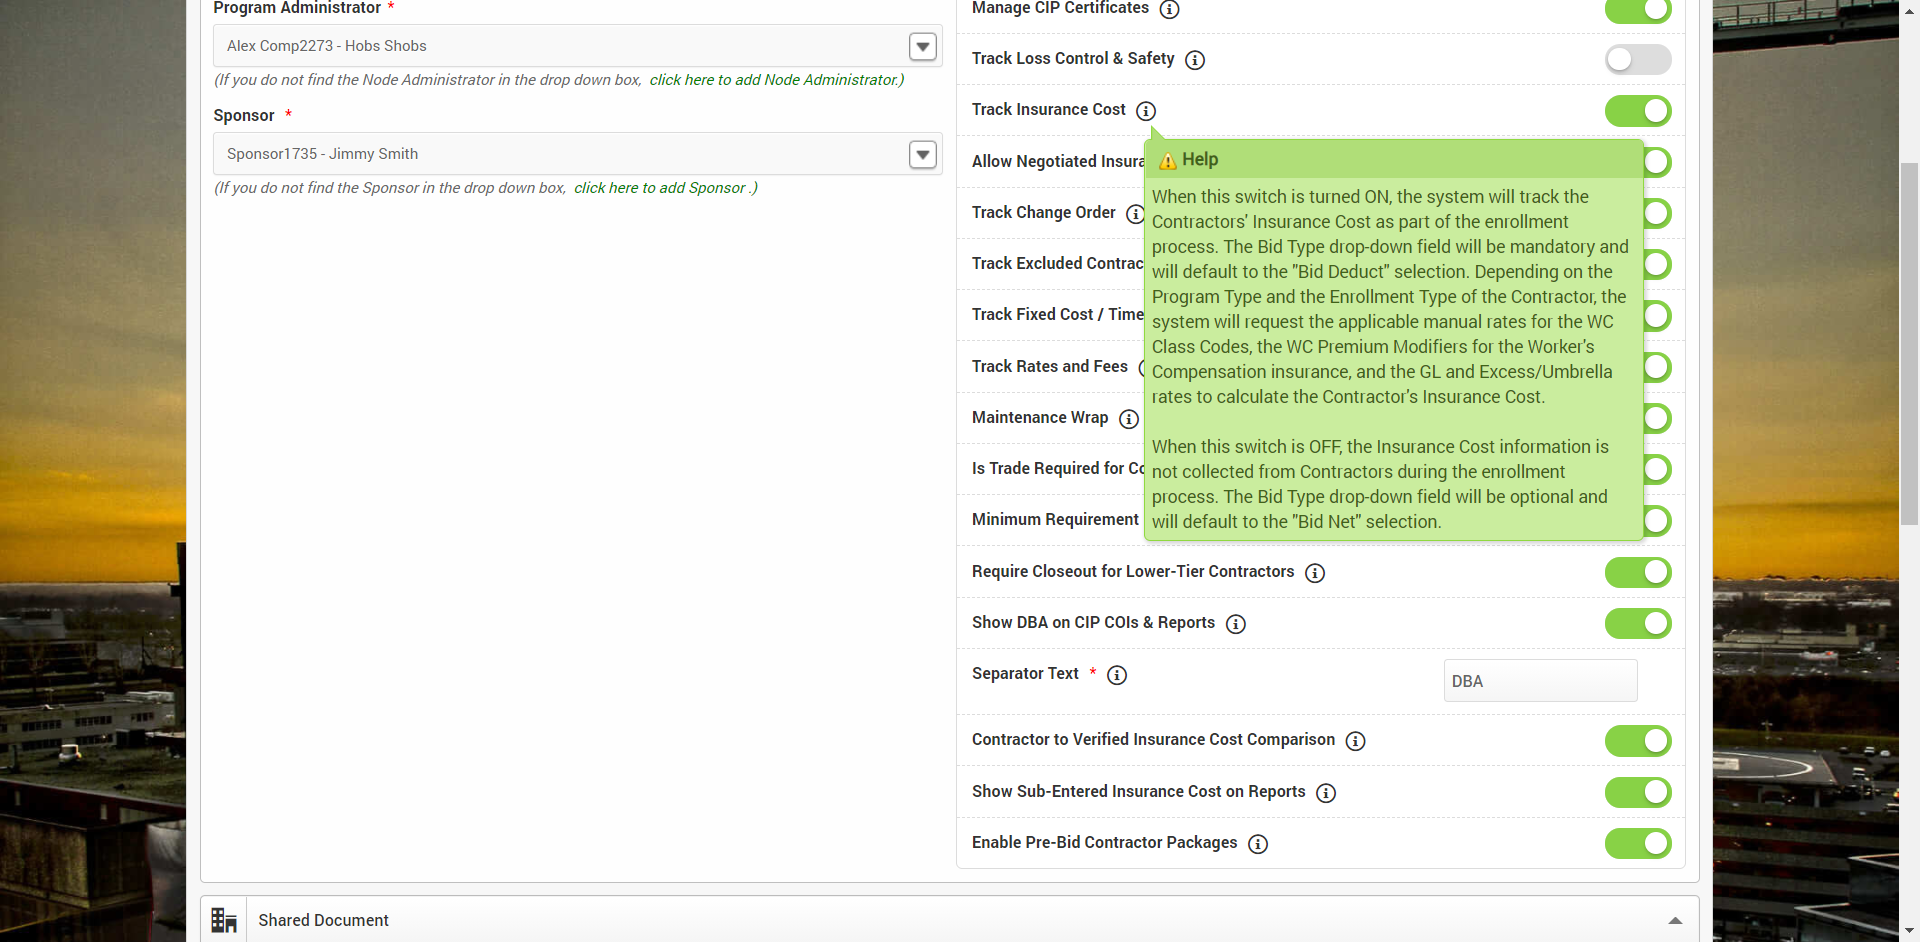 Program Administrator *
Alex Comp2273 - Hobs Shobs
(If you do not find the Node Administrator in the drop down box, click here to add Node Administrator.)
Sponsor *
Sponsor1735 - Jimmy Smith
(If you do not find the Sponsor in the drop down box, click here to add Sponsor .)
Manage CIP Certificates
Track Loss Control & Safety
Track Insurance Cost
Allow Negotiated Insura
Track Change Order
Track Excluded Contrac
Track Fixed Cost / Time
Track Rates and Fees
Maintenance Wrap
Is Trade Required for Co
Minimum Requirement
Help
When this switch is turned ON, the system will track the
Contractors' Insurance Cost as part of the enrollment
process. The Bid Type drop-down field will be mandatory and
will default to the "Bid Deduct" selection. Depending on the
Program Type and the Enrollment Type of the Contractor, the
system will request the applicable manual rates for the WC
Class Codes, the WC Premium Modifiers for the Worker's
Compensation insurance, and the GL and Excess/Umbrella
rates to calculate the Contractor's Insurance Cost.
When this switch is OFF, the Insurance Cost information is
not collected from Contractors during the enrollment
process. The Bid Type drop-down field will be optional and
will default to the "Bid Net" selection.
Require Closeout for Lower-Tier Contractors
Show DBA on CIP COIs & Reports
Separator Text *
DBA
Contractor to Verified Insurance Cost Comparison
Show Sub-Entered Insurance Cost on Reports
Enable Pre-Bid Contractor Packages
Shared Document